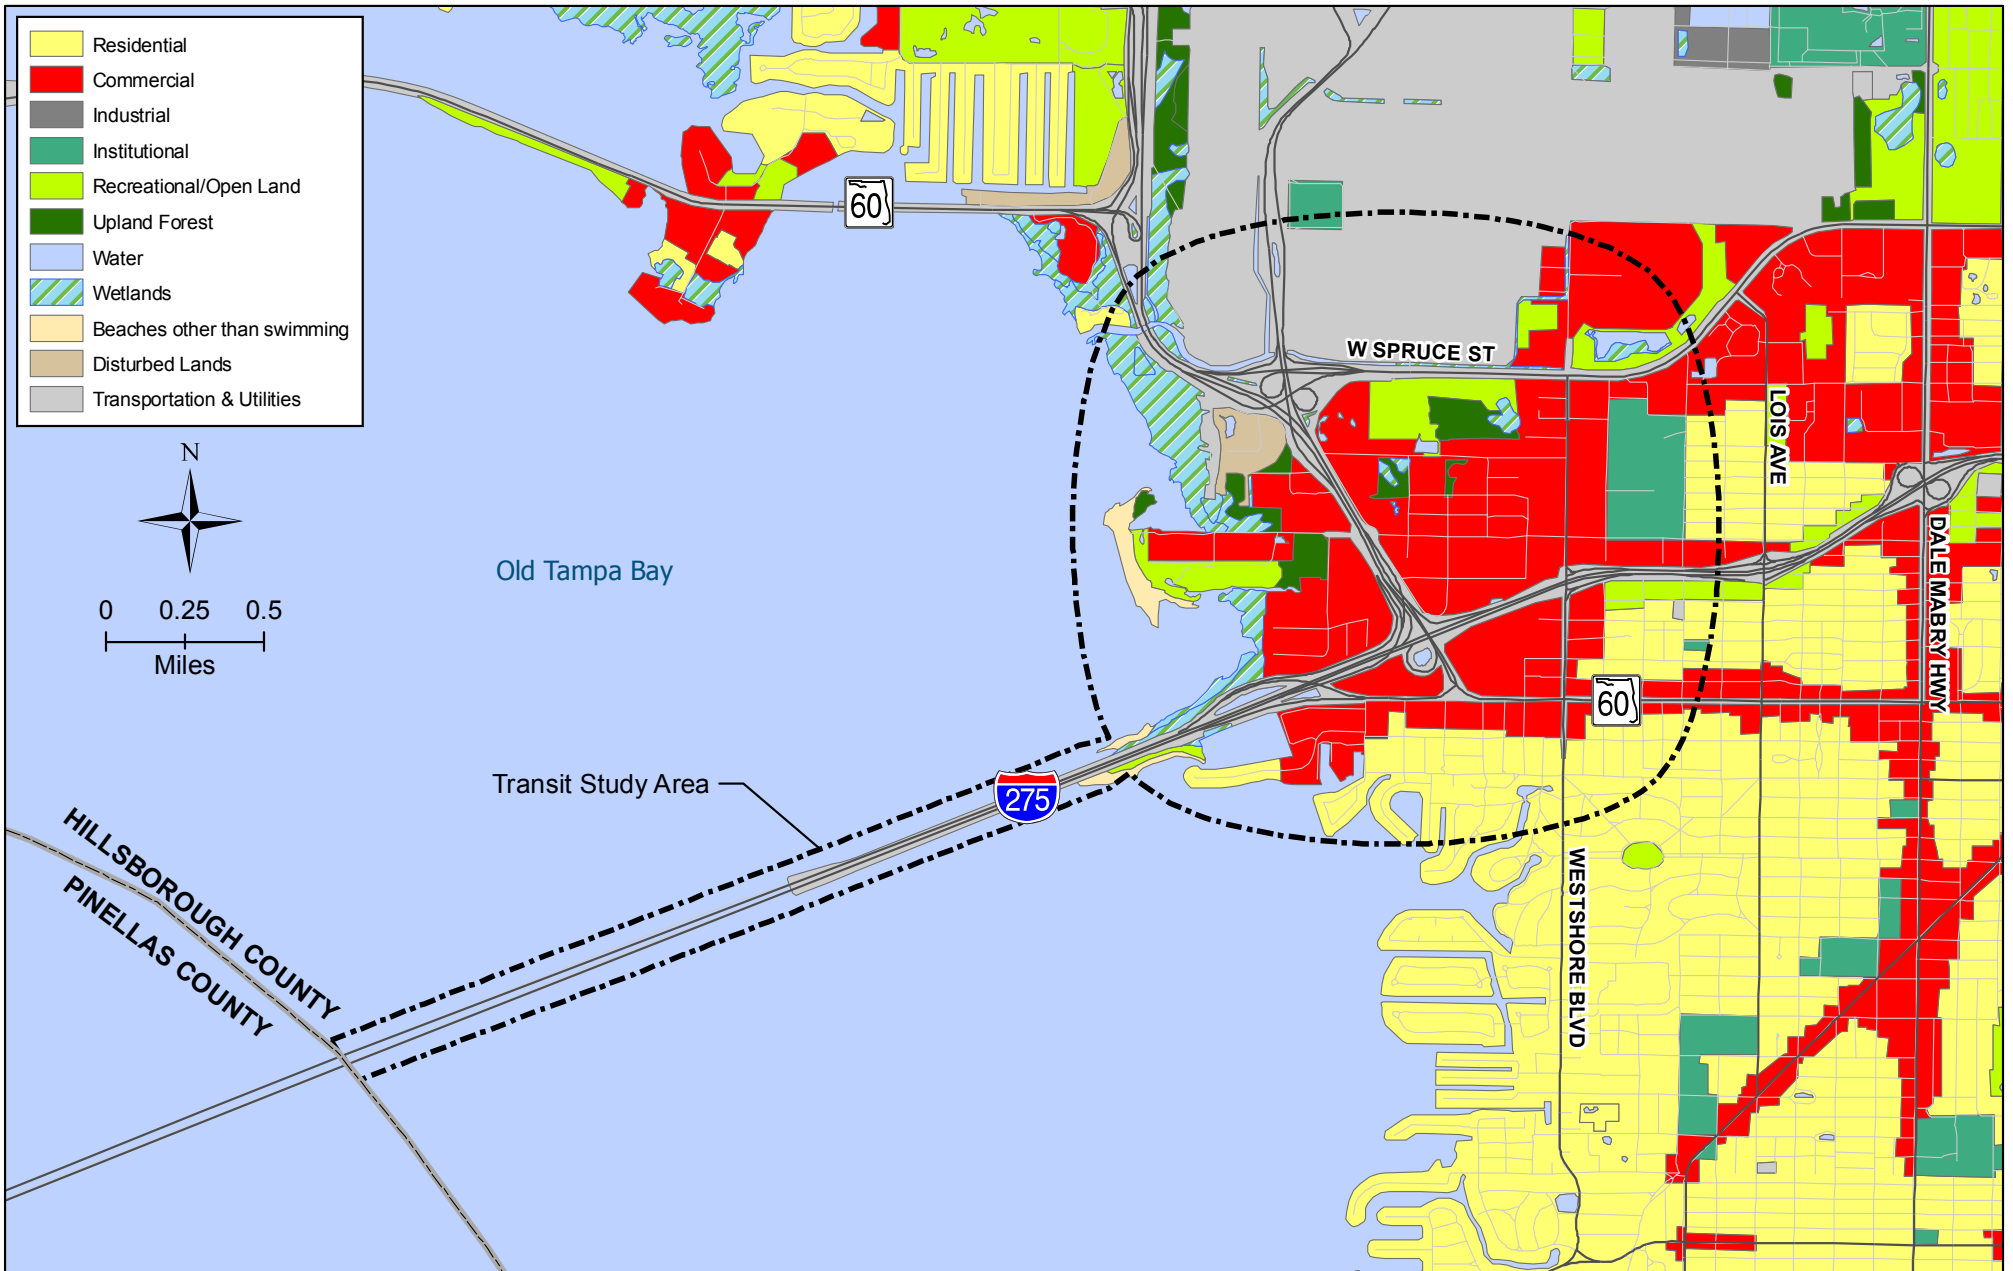 Residential
Commercial
Industrial
Institutional
Recreational/Open Land
Upland Forest
Water
Wetlands
Beaches other than swimming
Disturbed Lands
Transportation & Utilities
N
0 0.25 0.5
Miles
60
W SPRUCE ST
LOIS AVE
DALE MABRY HWY
Old Tampa Bay
60
Transit Study Area
275
HILLSBOROUGH COUNTY
PINELLAS COUNTY
WESTSHORE BLVD